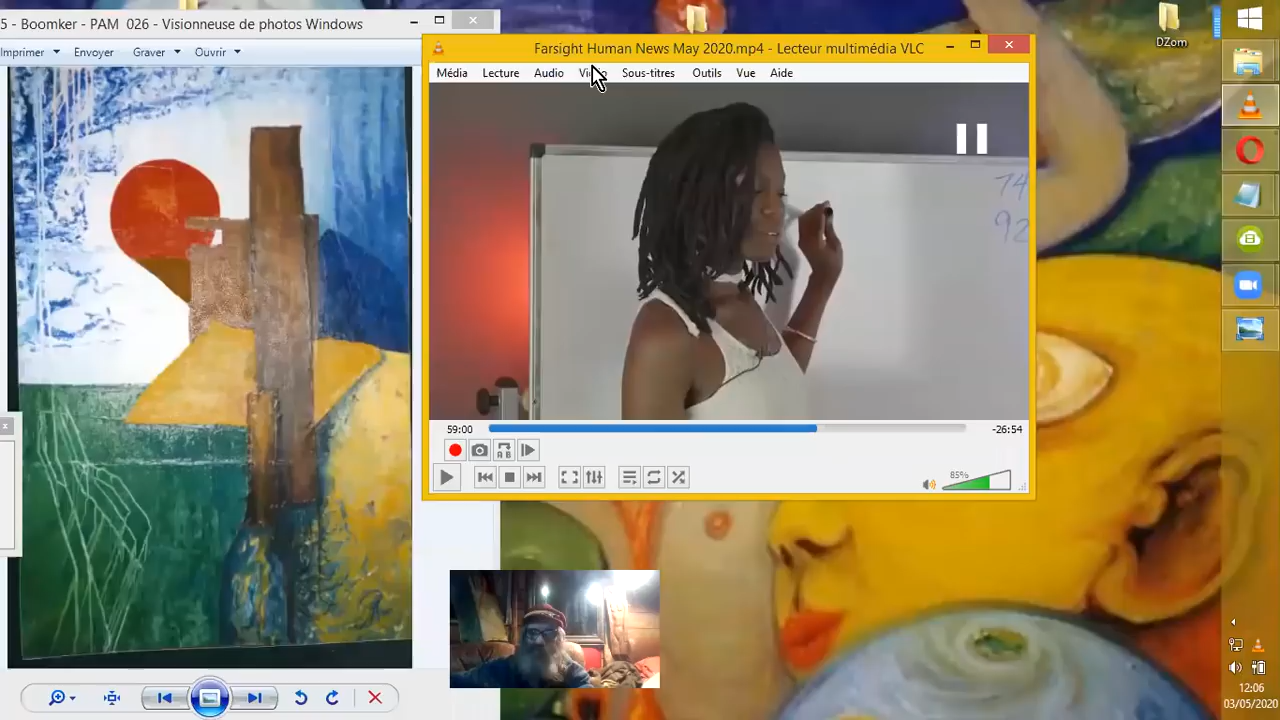 5 - Boomker - PAM  026 - Visionneuse de photos Windows
Imprimer Envoyer Graver Ouvrir
Farsight Human News May 2020.mp4 - Lecteur multimédia VLC
Média Lecture Audio Vidéo Sous-titres Outils Vue Aide
74
92
59:00 -26:54
85%
DZom
12:06
03/05/2020